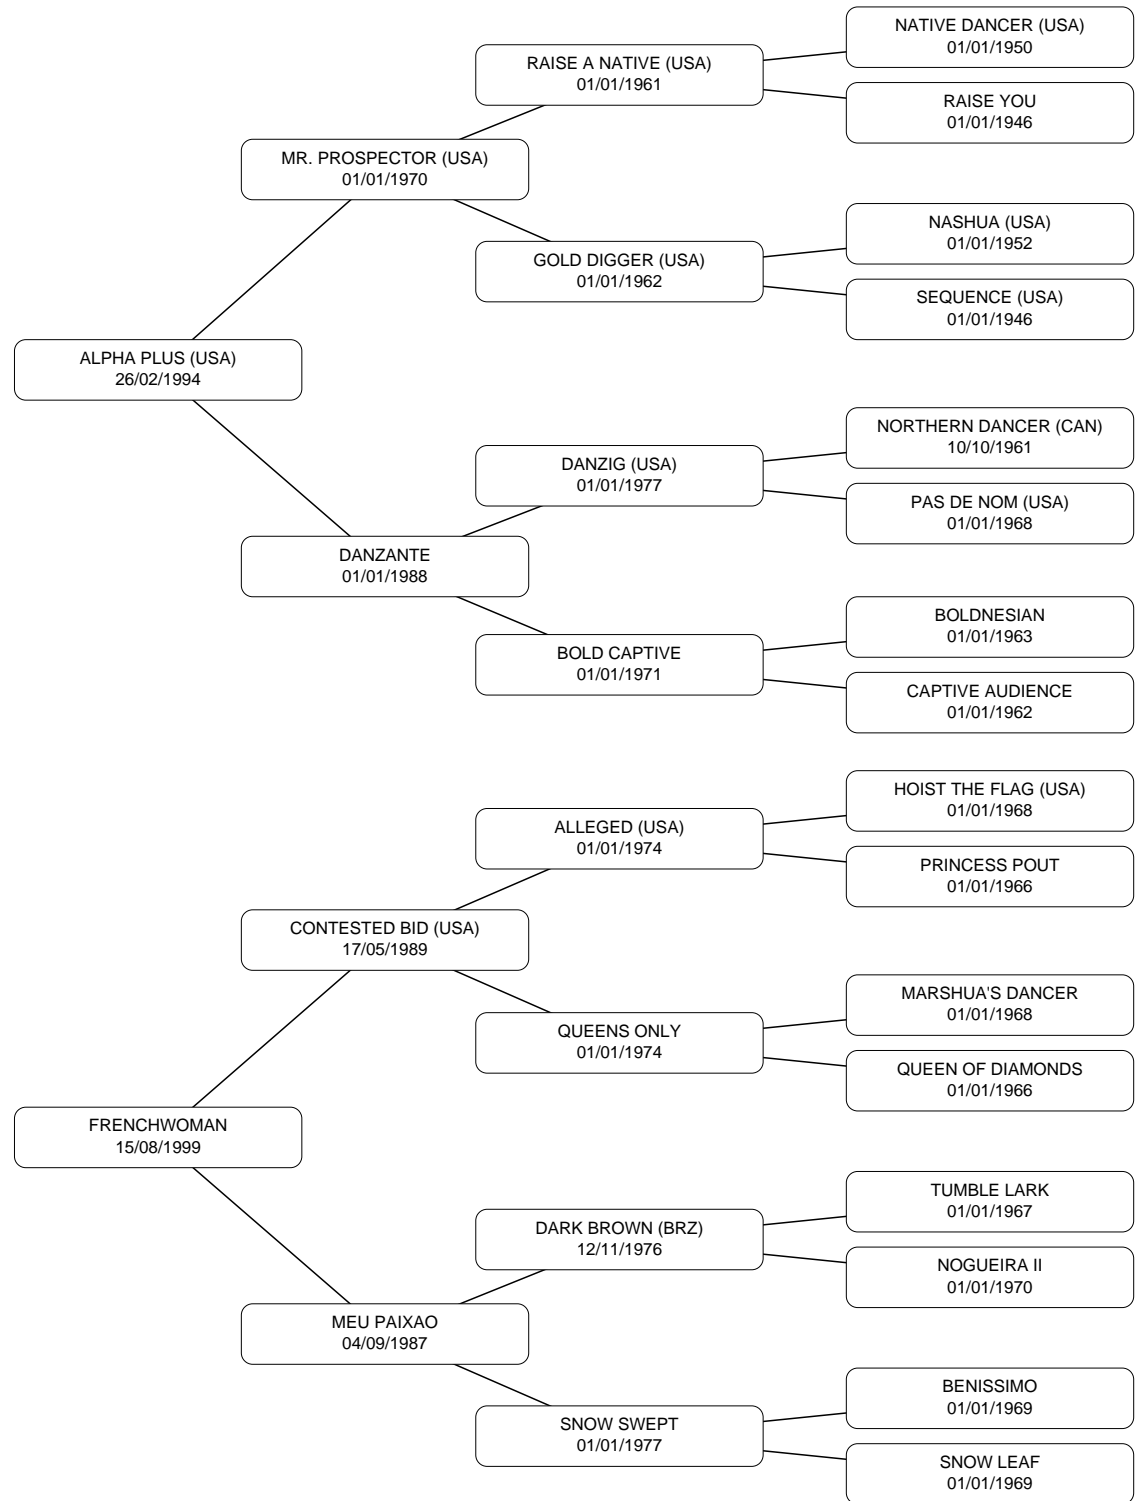 NATIVE DANCER (USA)
01/01/1950
RAISE A NATIVE (USA)
01/01/1961
RAISE YOU
01/01/1946
MR. PROSPECTOR (USA)
01/01/1970
NASHUA (USA)
01/01/1952
GOLD DIGGER (USA)
01/01/1962
SEQUENCE (USA)
01/01/1946
ALPHA PLUS (USA)
26/02/1994
NORTHERN DANCER (CAN)
10/10/1961
DANZIG (USA)
01/01/1977
PAS DE NOM (USA)
01/01/1968
DANZANTE
01/01/1988
BOLDNESIAN
01/01/1963
BOLD CAPTIVE
01/01/1971
CAPTIVE AUDIENCE
01/01/1962
HOIST THE FLAG (USA)
01/01/1968
ALLEGED (USA)
01/01/1974
PRINCESS POUT
01/01/1966
CONTESTED BID (USA)
17/05/1989
MARSHUA'S DANCER
01/01/1968
QUEENS ONLY
01/01/1974
QUEEN OF DIAMONDS
01/01/1966
FRENCHWOMAN
15/08/1999
TUMBLE LARK
01/01/1967
DARK BROWN (BRZ)
12/11/1976
NOGUEIRA II
01/01/1970
MEU PAIXAO
04/09/1987
BENISSIMO
01/01/1969
SNOW SWEPT
01/01/1977
SNOW LEAF
01/01/1969